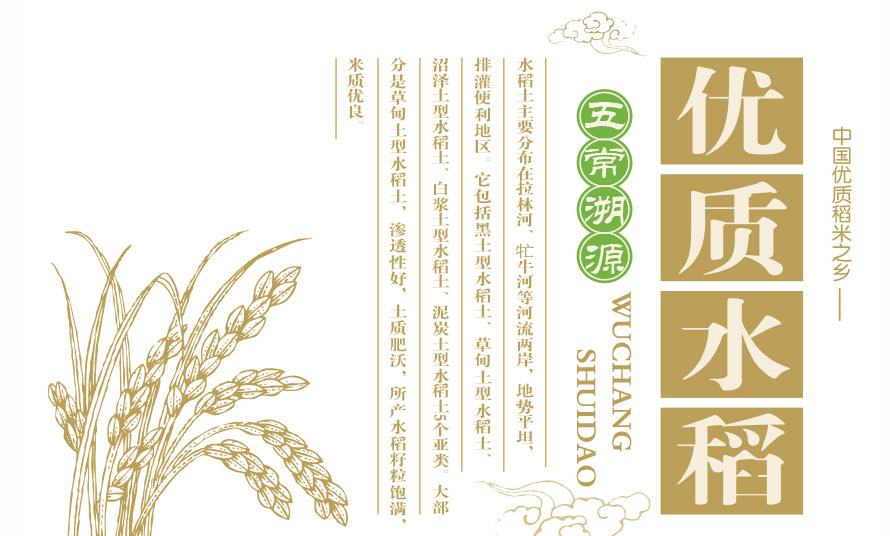 中国优质稻米之乡——
优质水稻
五常溯源
WUCHANG
SHUIDAO
水稻土主要分布在拉林河、牤牛河等河流两岸，地势平坦，
排灌便利地区。它包括黑土型水稻土、草甸土型水稻土、
沼泽土型水稻土、白浆土型水稻土、泥炭土型水稻土5个亚类。大部
分是草甸土型水稻土，渗透性好，土质肥沃，所产水稻籽粒饱满，
米质优良。